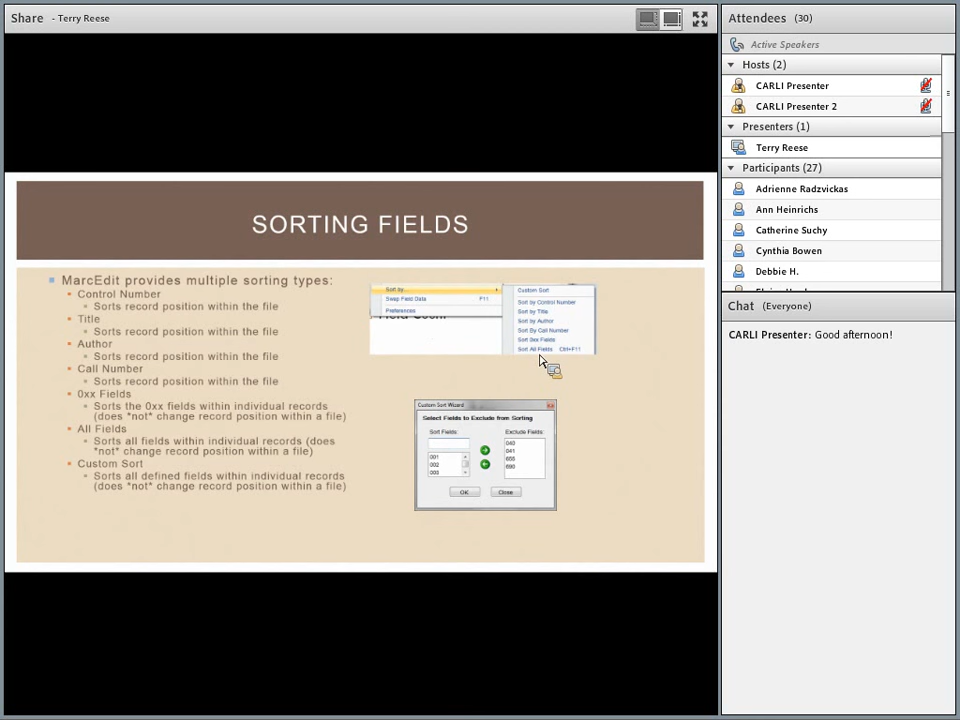 Share - Terry Reese
SORTING FIELDS
MarcEdit provides multiple sorting types:
Control Number
Sorts record position within the file
Title
Sorts record position within the file
Author
Sorts record position within the file
Call Number
Sorts record position within the file
0xx Fields
Sorts the 0xx fields within individual records
(does *not* change record position within a file)
All Fields
Sorts all fields within individual records (does
*not* change record position within a file)
Custom Sort
Sorts all defined fields within individual records
(does *not* change record position within a file)
Sort by...
Swap Field Data F11
Preferences
Custom Sort
Sort by Control Number
Sort by Title
Sort by Author
Sort By Call Number
Sort 0xx Fields
Sort All Fields Ctrl+F11
Custom Sort Wizard
Select Fields to Exclude from Sorting
Sort Fields:
Exclude Fields:
001
002
003
040
041
655
690
OK
Close
Attendees (30)
Active Speakers
Hosts (2)
CARLI Presenter
CARLI Presenter 2
Presenters (1)
Terry Reese
Participants (27)
Adrienne Radzvickas
Ann Heinrichs
Catherine Suchy
Cynthia Bowen
Debbie H.
Chat (Everyone)
CARLI Presenter: Good afternoon!